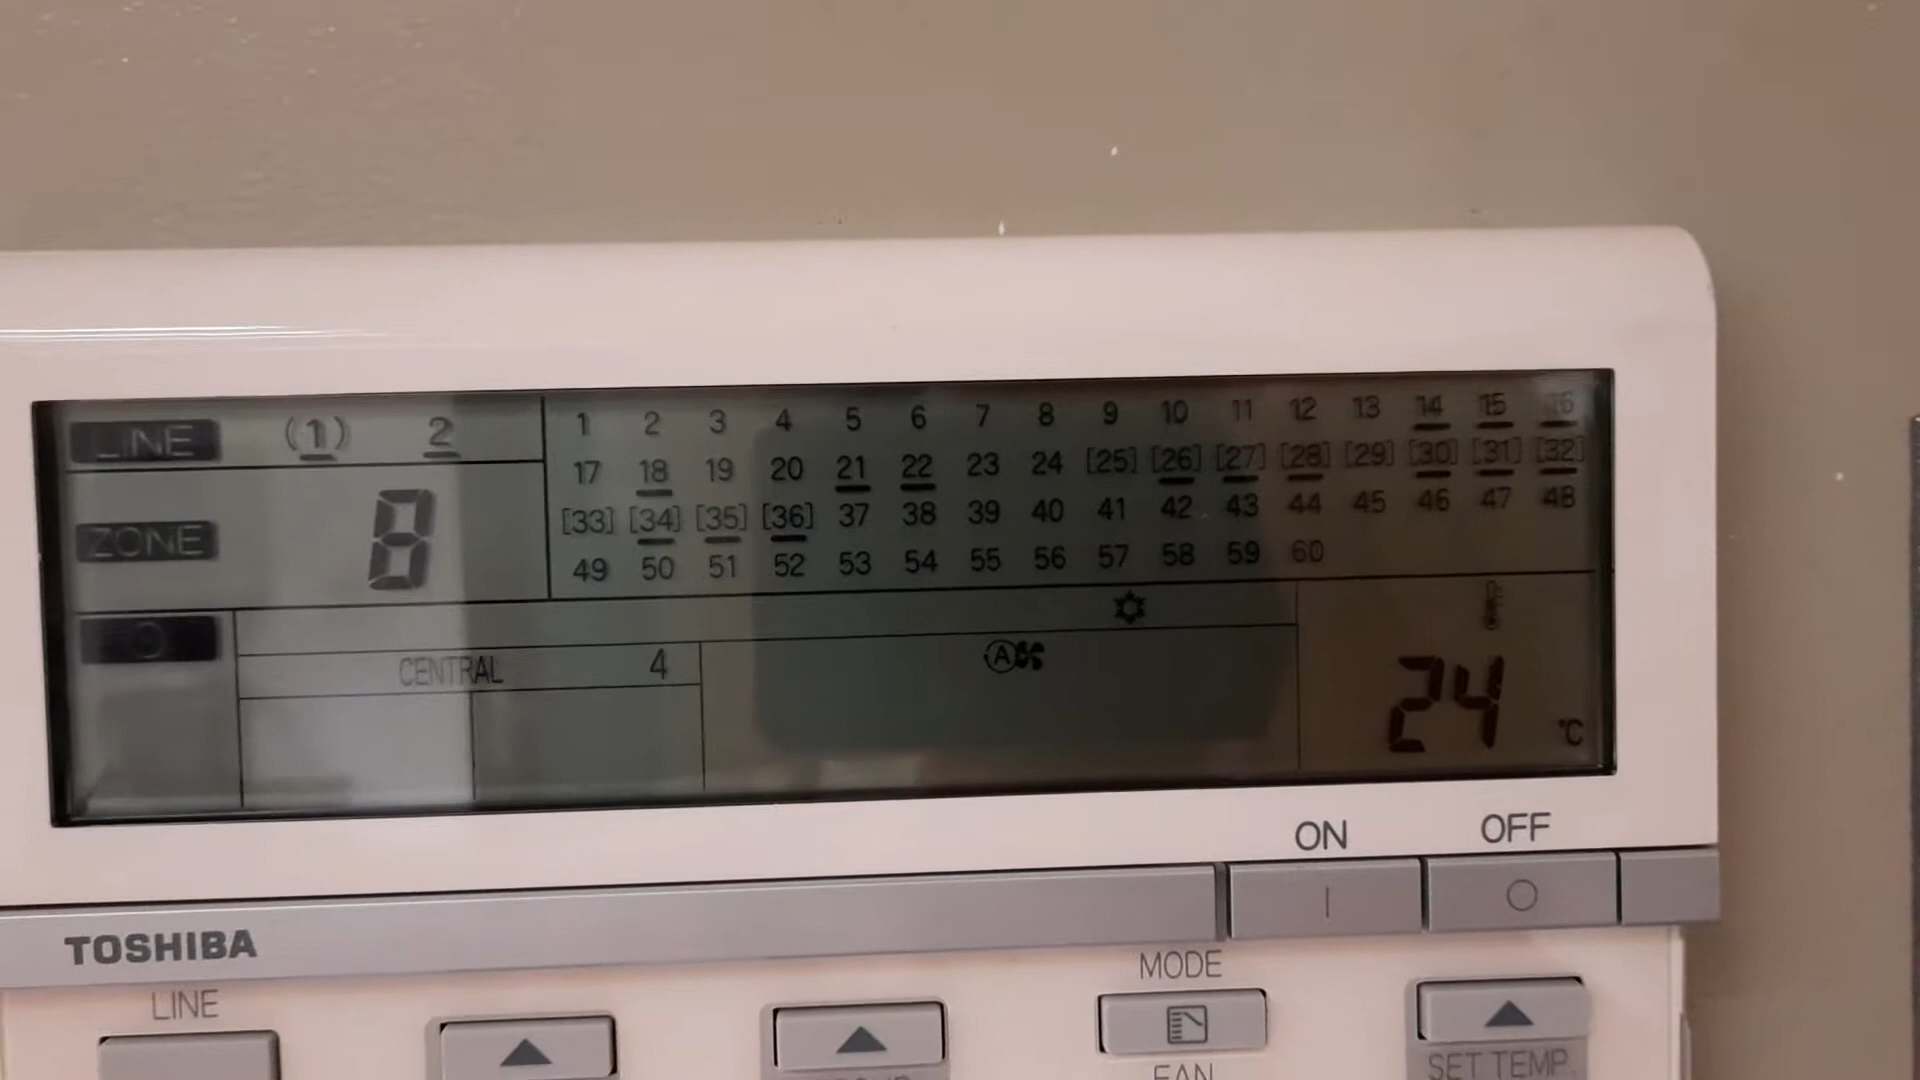 LINE (1) 2
1 2 3 4 5 6 7 8 9 10 11 12 13 14 15 16
17 18 19 20 21 22 23 24 [25] [26] [27] [28] [29] [30] [31] [32]
ZONE 8
[33] [34] [35] [36] 37 38 39 40 41 42 43 44 45 46 47 48
49 50 51 52 53 54 55 56 57 58 59 60
CENTRAL 4
A
24 °C
ON OFF
TOSHIBA
MODE
LINE
SET TEMP.
FAN